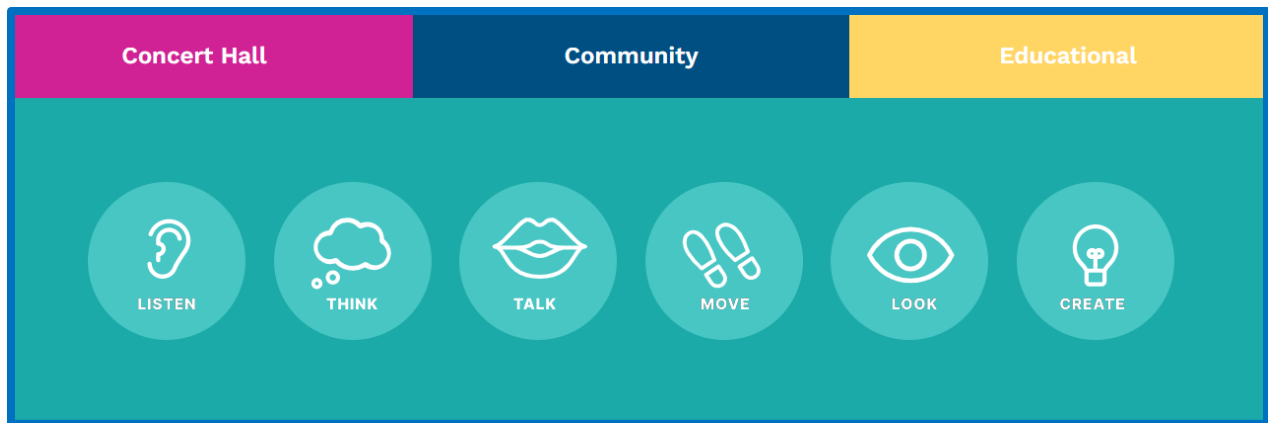 Concert Hall
Community
Educational
LISTEN
THINK
TALK
MOVE
LOOK
CREATE